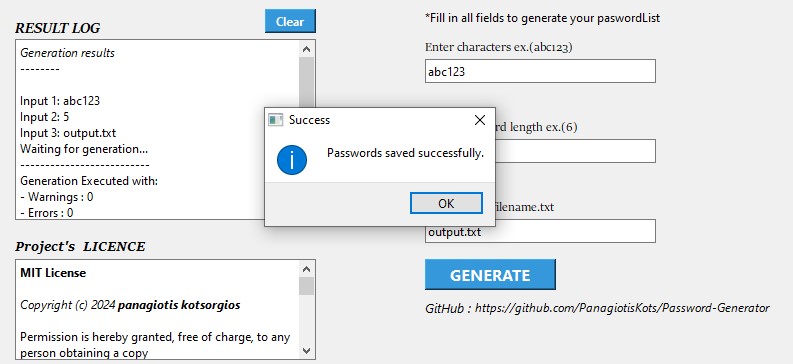 RESULT LOG
Clear
Generation results
--------
Input 1: abc123
Input 2: 5
Input 3: output.txt
Waiting for generation...
--------------------------
Generation Executed with:
- Warnings : 0
- Errors : 0
Project's LICENCE
MIT License
Copyright (c) 2024 panagiotis kotsorgios
Permission is hereby granted, free of charge, to any
person obtaining a copy
Success
Passwords saved successfully.
OK
*Fill in all fields to generate your paswordList
Enter characters ex.(abc123)
abc123
rd length ex.(6)
filename.txt
output.txt
GENERATE
GitHub : https://github.com/PanagiotisKots/Password-Generator